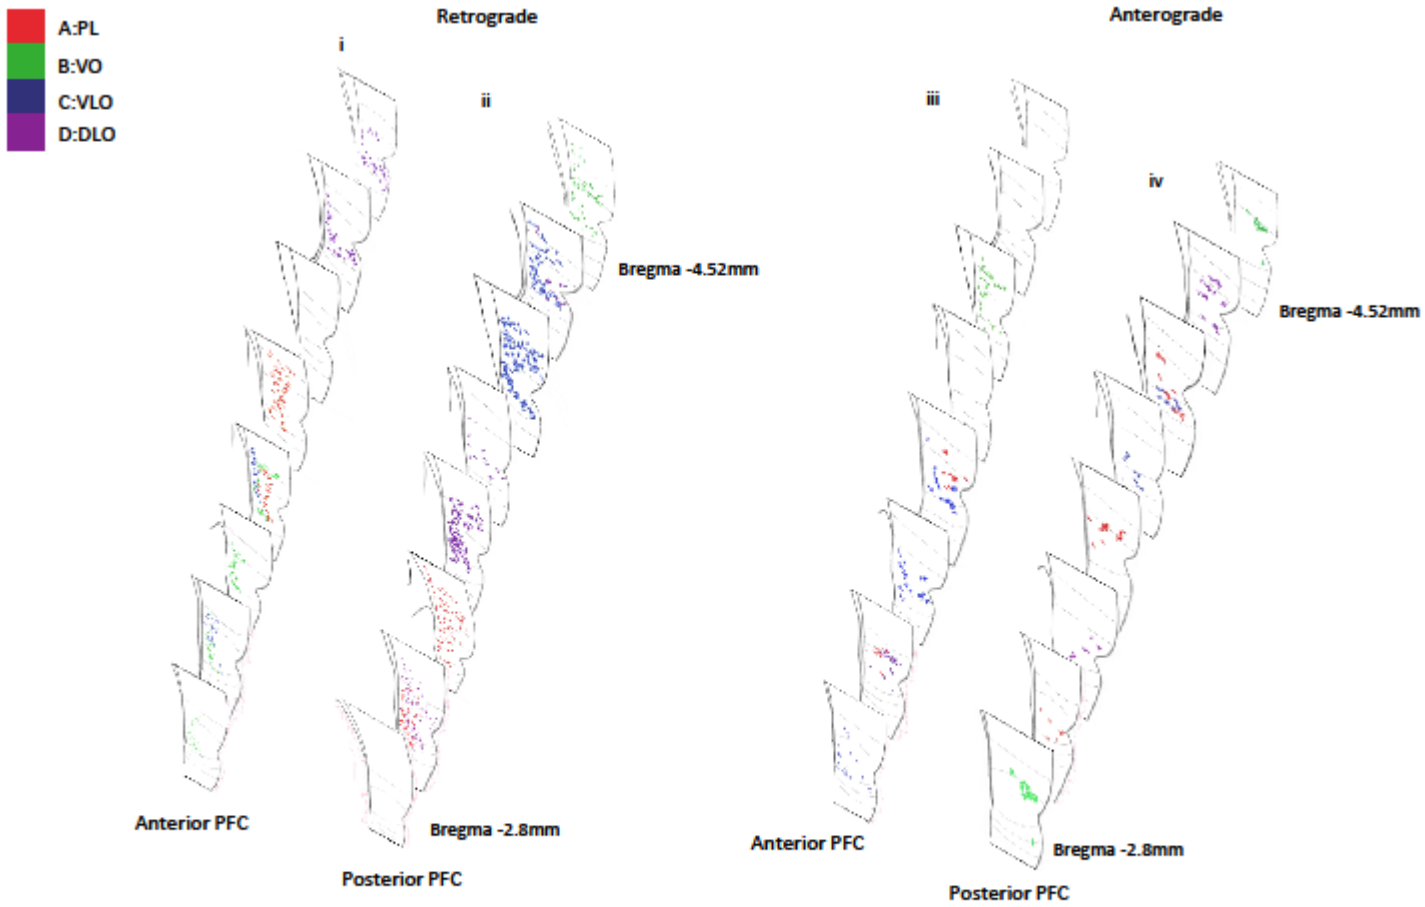 Retrograde
Anterograde
A:PL
B:VO
C:VLO
D:DLO
i
ii
iii
iv
Bregma -4.52mm
Bregma -4.52mm
Anterior PFC
Bregma -2.8mm
Posterior PFC
Anterior PFC
Bregma -2.8mm
Posterior PFC